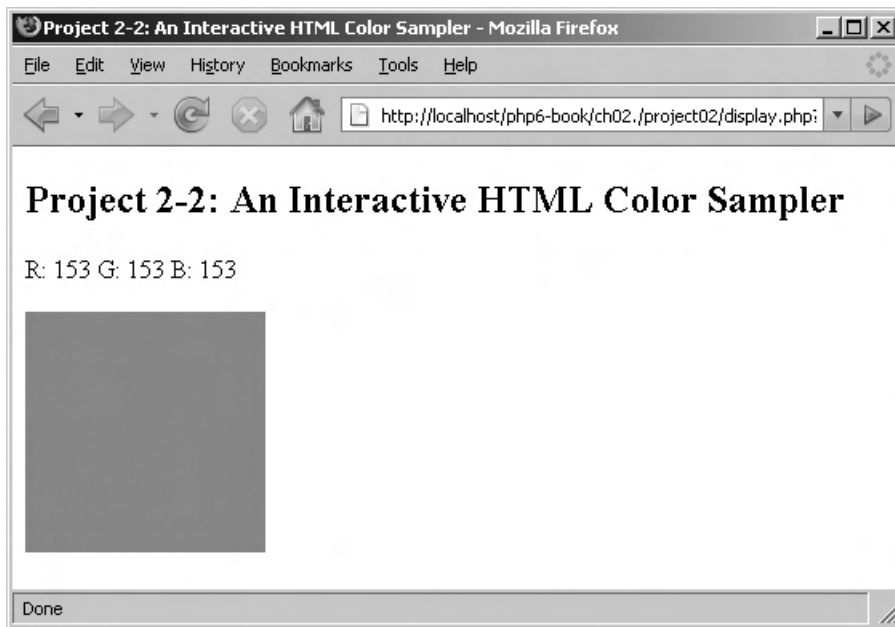 Project 2-2: An Interactive HTML Color Sampler - Mozilla Firefox
File Edit View History Bookmarks Tools Help
http://localhost/php6-book/ch02./project02/display.php?
Project 2-2: An Interactive HTML Color Sampler
R: 153 G: 153 B: 153
Done